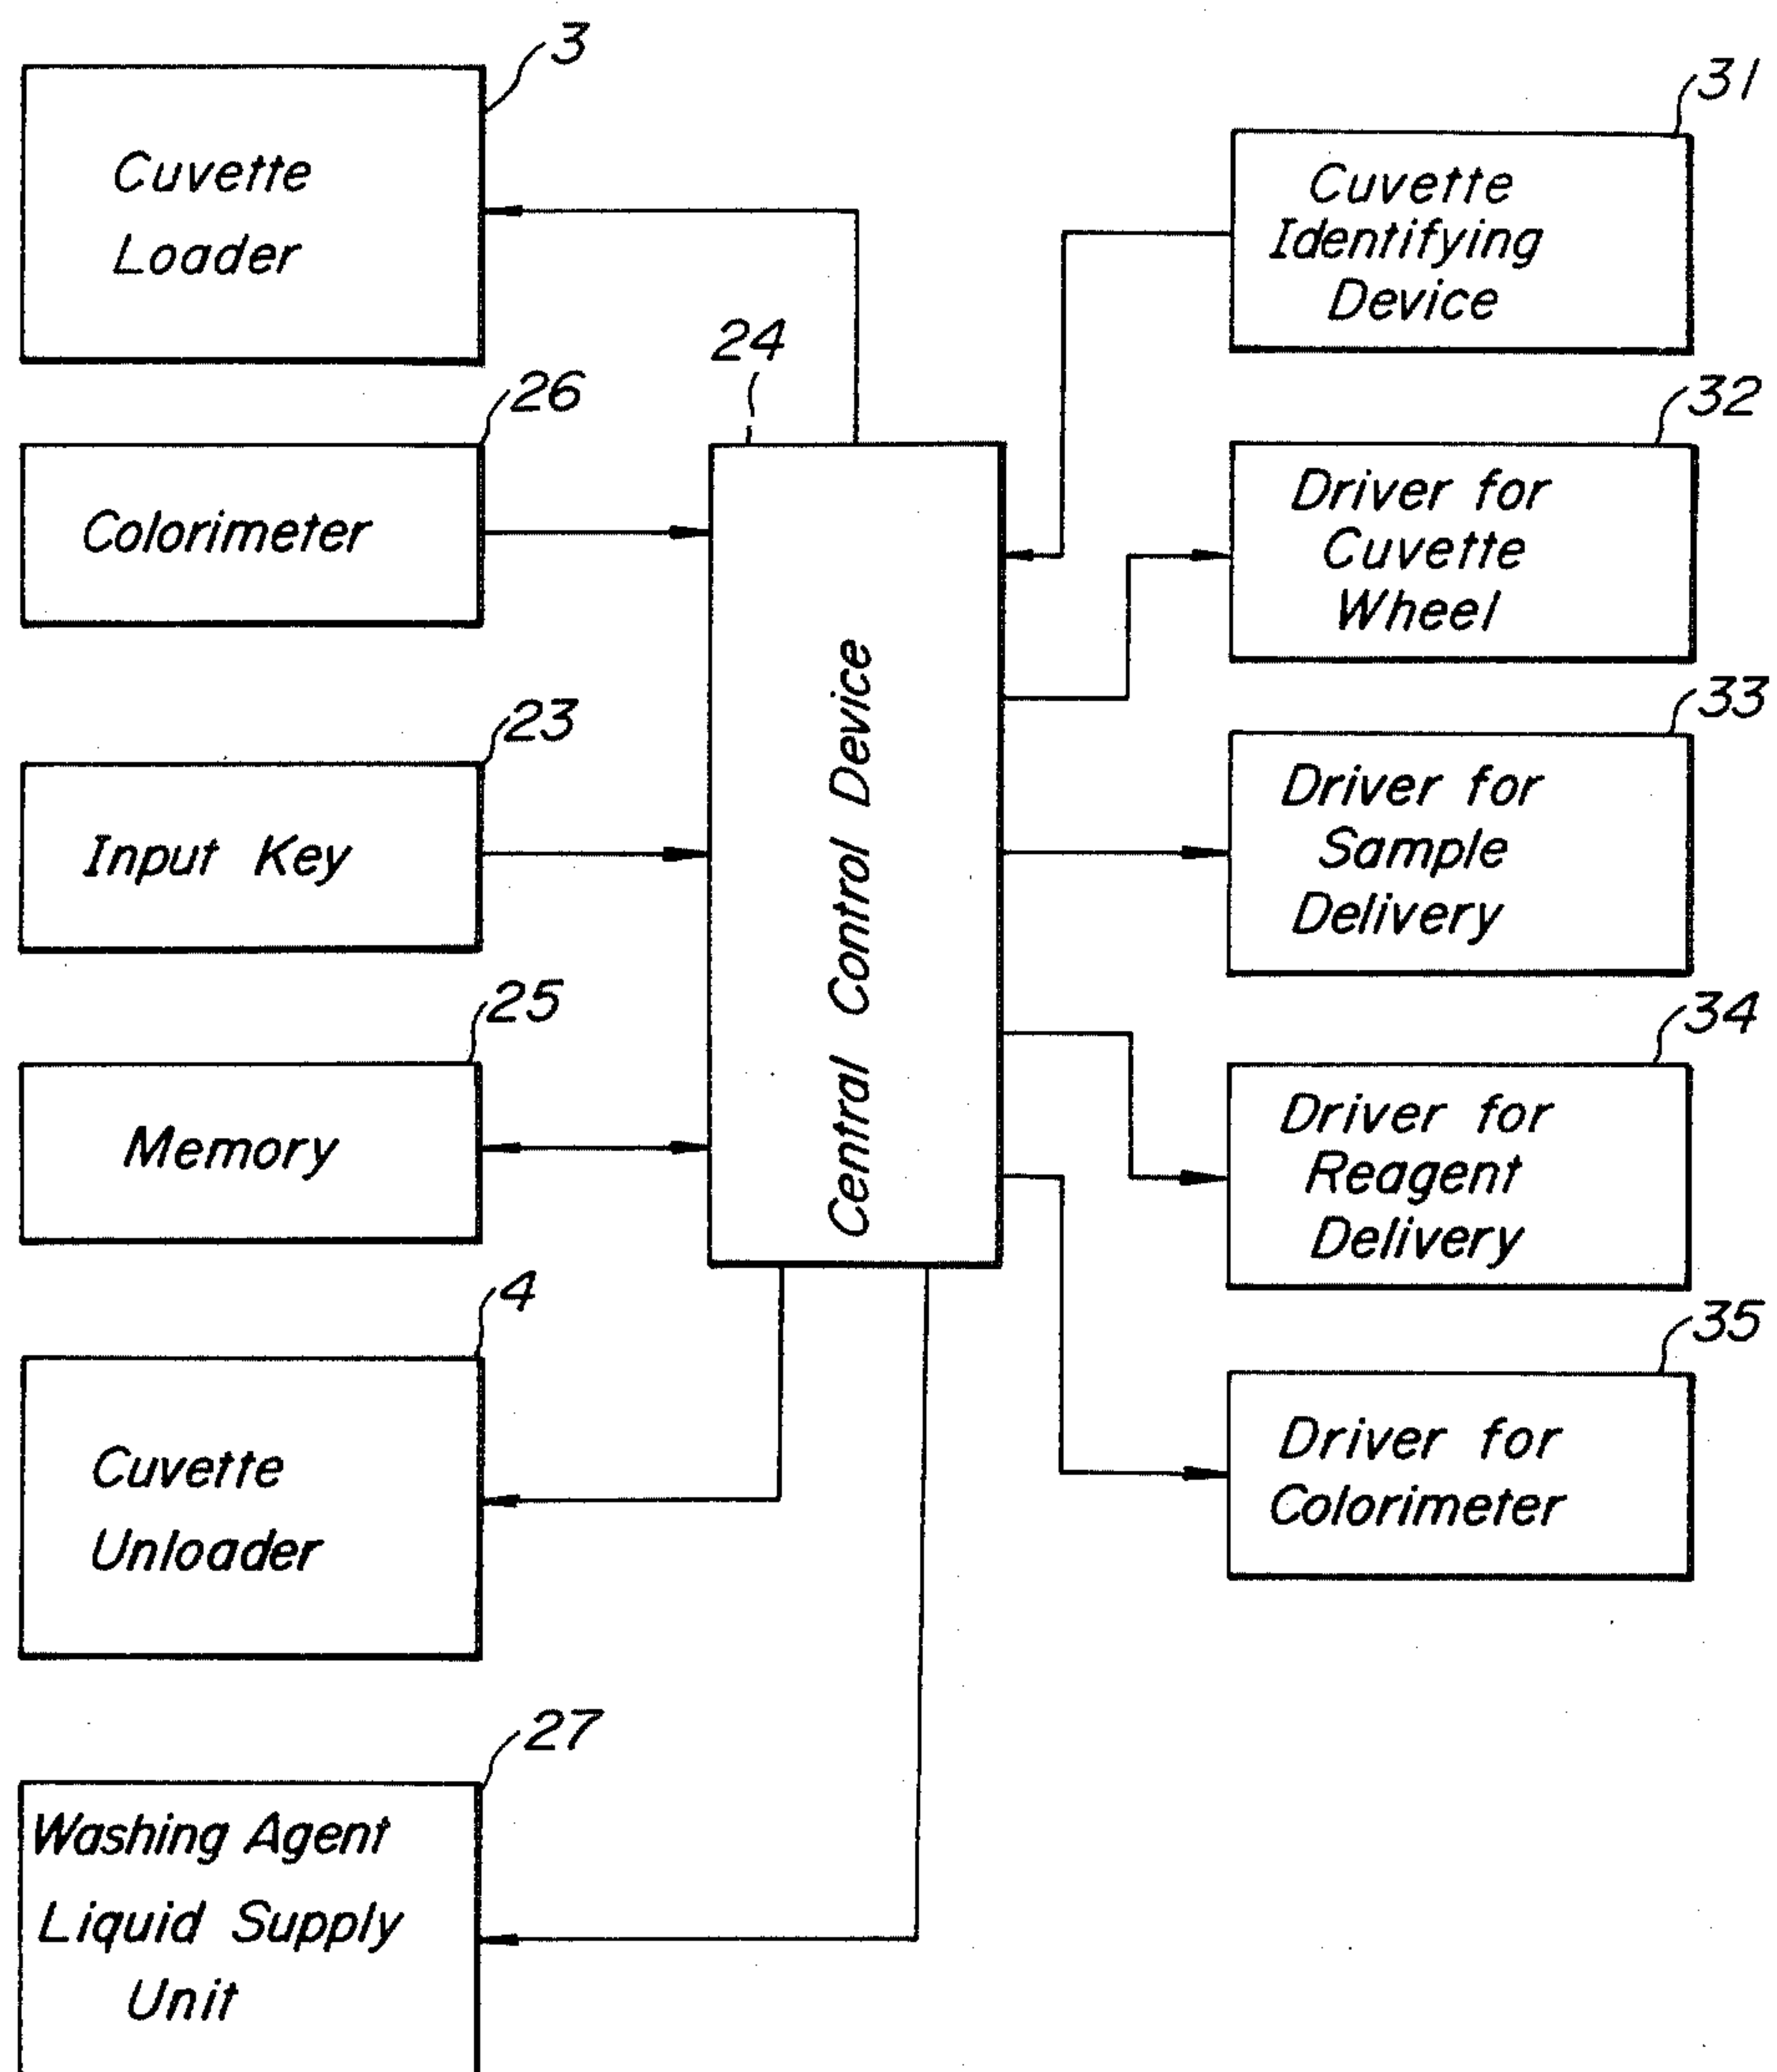 3
Cuvette
Loader
26
Colorimeter
23
Input Key
25
Memory
4
Cuvette
Unloader
27
Washing Agent
Liquid Supply
Unit
24
Central Control Device
31
Cuvette
Identifying
Device
32
Driver for
Cuvette
Wheel
33
Driver for
Sample
Delivery
34
Driver for
Reagent
Delivery
35
Driver for
Colorimeter